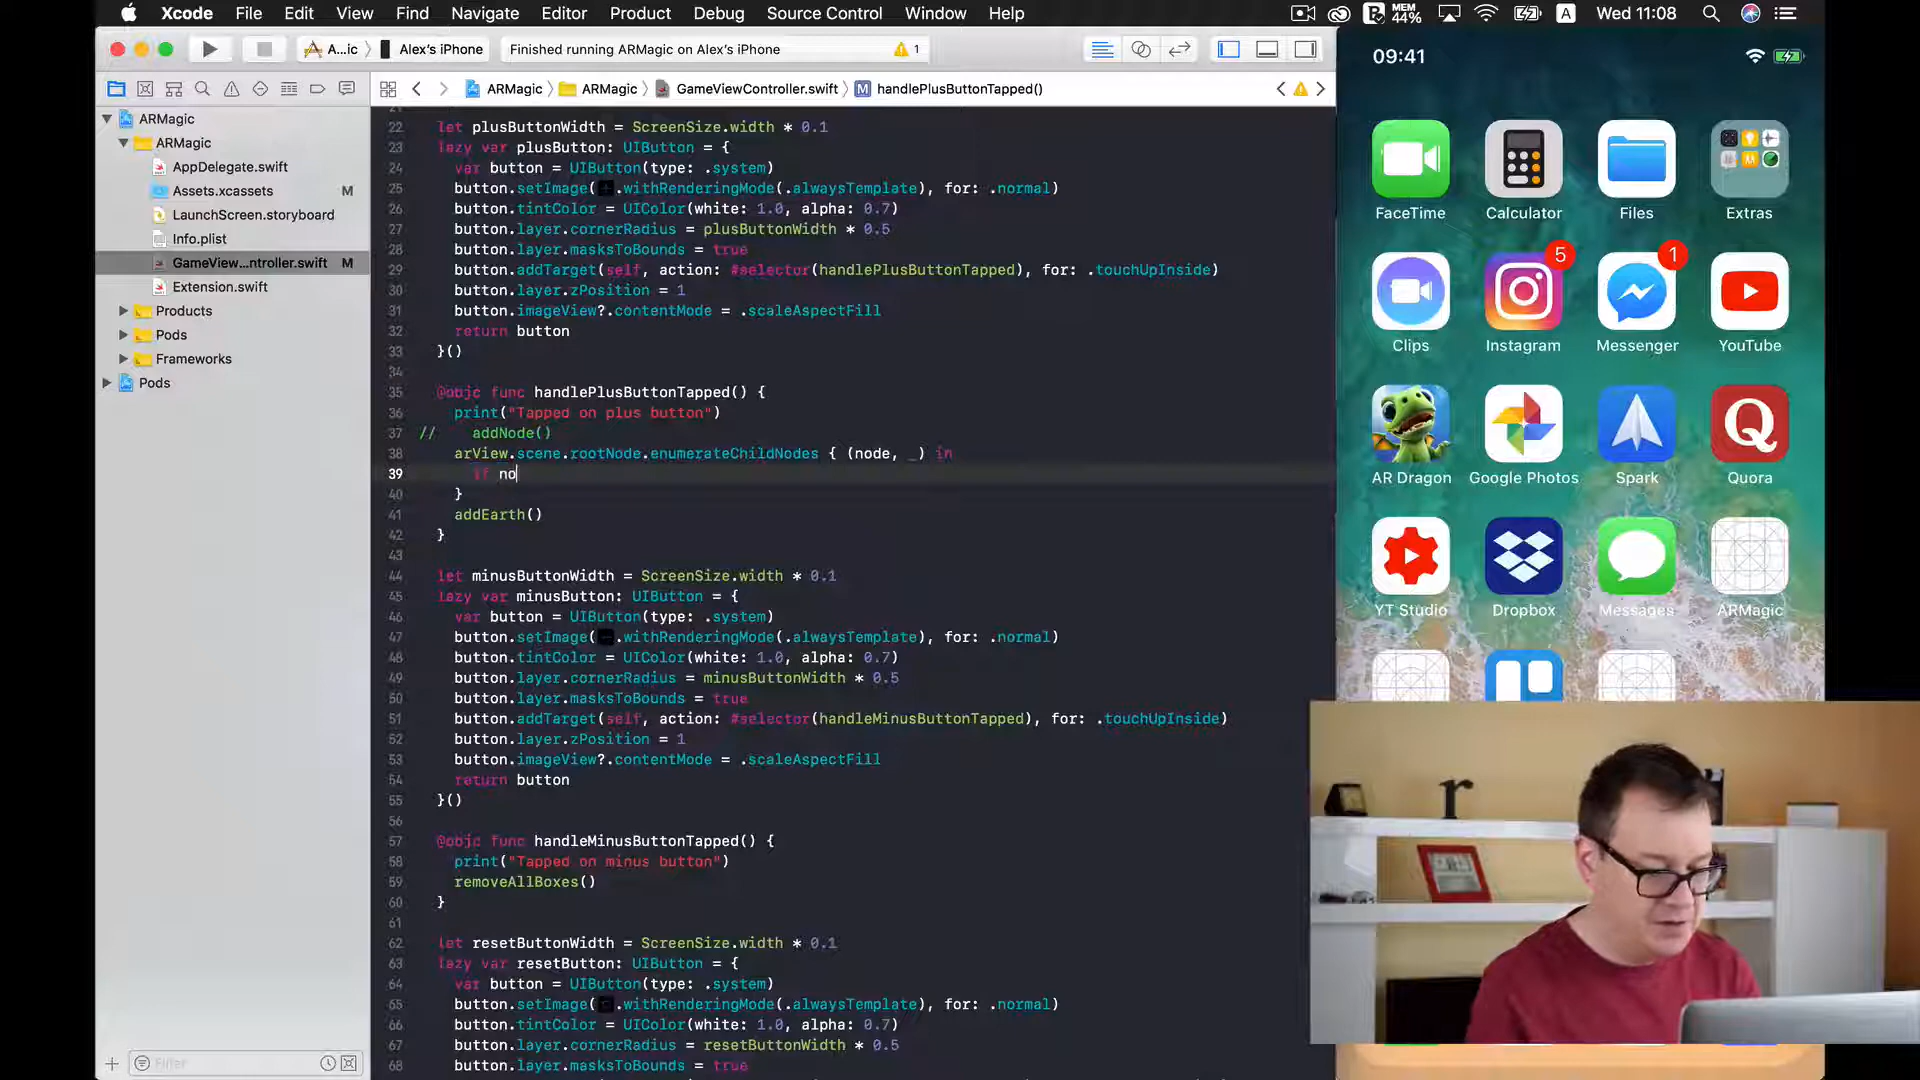 Xcode File Edit View Find Navigate Editor Product Debug Source Control Window Help MEM 44% A Wed 11:08
A...ic Alex's iPhone Finished running ARMagic on Alex's iPhone 1
ARMagic ARMagic GameViewController.swift M handlePlusButtonTapped()
ARMagic
ARMagic
AppDelegate.swift
Assets.xcassets M
LaunchScreen.storyboard
Info.plist
GameView...ntroller.swift M
Extension.swift
Products
Pods
Frameworks
Pods
Filter
22 let plusButtonWidth = ScreenSize.width * 0.1
23 lazy var plusButton: UIButton = {
24 var button = UIButton(type: .system)
25 button.setImage( .withRenderingMode(.alwaysTemplate), for: .normal)
26 button.tintColor = UIColor(white: 1.0, alpha: 0.7)
27 button.layer.cornerRadius = plusButtonWidth * 0.5
28 button.layer.masksToBounds = true
29 button.addTarget(self, action: #selector(handlePlusButtonTapped), for: .touchUpInside)
30 button.layer.zPosition = 1
31 button.imageView?.contentMode = .scaleAspectFill
32 return button
33 }()
34
35 @objc func handlePlusButtonTapped() {
36 print("Tapped on plus button")
37 // addNode()
38 arView.scene.rootNode.enumerateChildNodes { (node, _) in
39 if no
40 }
41 addEarth()
42 }
43
44 let minusButtonWidth = ScreenSize.width * 0.1
45 lazy var minusButton: UIButton = {
46 var button = UIButton(type: .system)
47 button.setImage( .withRenderingMode(.alwaysTemplate), for: .normal)
48 button.tintColor = UIColor(white: 1.0, alpha: 0.7)
49 button.layer.cornerRadius = minusButtonWidth * 0.5
50 button.layer.masksToBounds = true
51 button.addTarget(self, action: #selector(handleMinusButtonTapped), for: .touchUpInside)
52 button.layer.zPosition = 1
53 button.imageView?.contentMode = .scaleAspectFill
54 return button
55 }()
56
57 @objc func handleMinusButtonTapped() {
58 print("Tapped on minus button")
59 removeAllBoxes()
60 }
61
62 let resetButtonWidth = ScreenSize.width * 0.1
63 lazy var resetButton: UIButton = {
64 var button = UIButton(type: .system)
65 button.setImage( .withRenderingMode(.alwaysTemplate), for: .normal)
66 button.tintColor = UIColor(white: 1.0, alpha: 0.7)
67 button.layer.cornerRadius = resetButtonWidth * 0.5
68 button.layer.masksToBounds = true
09:41
FaceTime Calculator Files Extras
5 1
Clips Instagram Messenger YouTube
AR Dragon Google Photos Spark Quora
YT Studio Dropbox Messages ARMagic